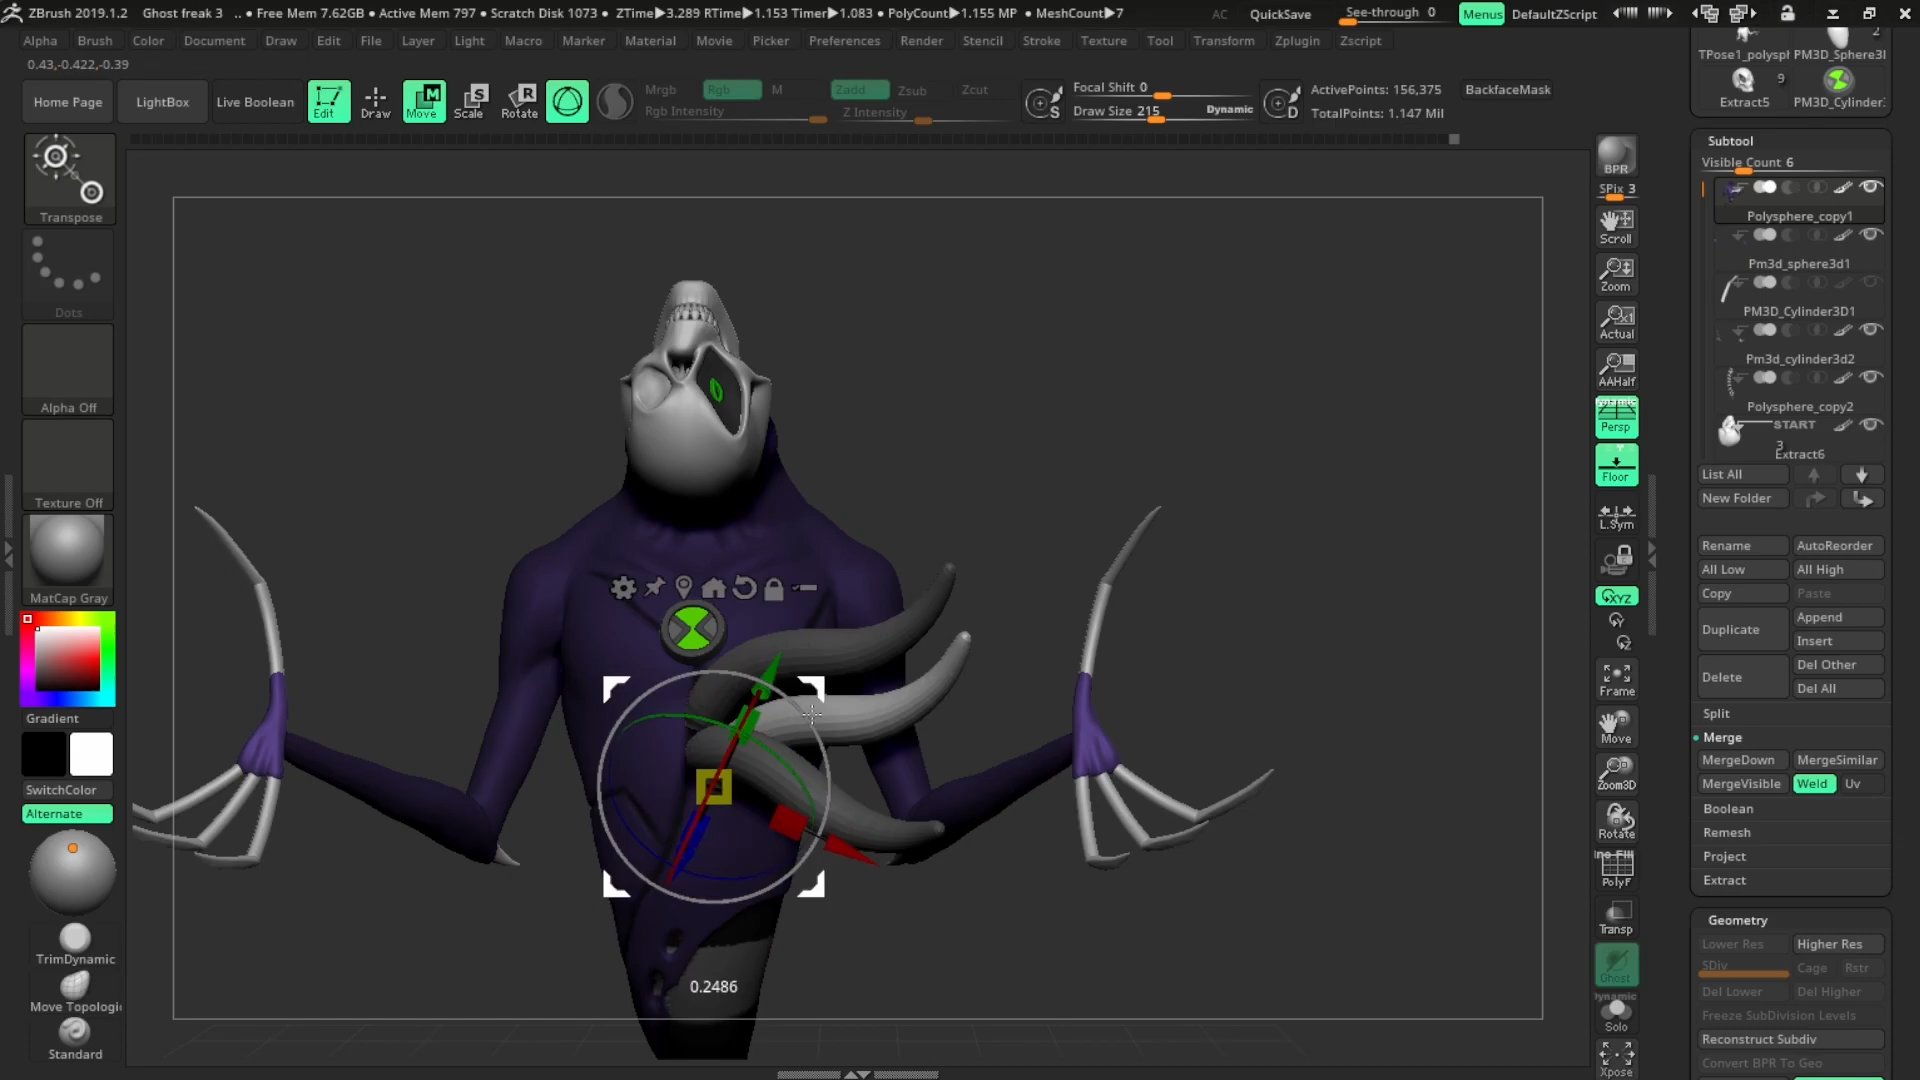 ZBrush 2019.1.2 Ghost freak 3 .. • Free Mem 7.62GB • Active Mem 797 • Scratch Disk 1073 • ZTime▶3.289 RTime▶1.153 Timer▶1.083 • PolyCount▶1.155 MP • MeshCount▶7 AC QuickSave See-through 0 Menus DefaultZScript
Alpha Brush Color Document Draw Edit File Layer Light Macro Marker Material Movie Picker Preferences Render Stencil Stroke Texture Tool Transform Zplugin Zscript
0.43,-0.422,-0.39
Home Page LightBox Live Boolean Edit Draw Move Scale Rotate
Mrgb Rgb M Zadd Zsub Zcut
Rgb Intensity Z Intensity
Focal Shift 0
Draw Size 215 Dynamic
ActivePoints: 156,375
TotalPoints: 1.147 Mil
BackfaceMask
Transpose
Dots
Alpha Off
Texture Off
MatCap Gray
Gradient
SwitchColor
Alternate
TrimDynamic
Move Topologi
Standard
0.2486
BPR
SPix 3
Scroll
Zoom
Actual
AAHalf
Persp
Floor
L.Sym
XYZ
Frame
Move
Zoom3D
Rotate
PolyF
Transp
Ghost
Dynamic
Solo
Xpose
2
TPose1_polysph PM3D_Sphere3I
9
Extract5 PM3D_Cylinder:
Subtool
Visible Count 6
Polysphere_copy1
Pm3d_sphere3d1
PM3D_Cylinder3D1
Pm3d_cylinder3d2
Polysphere_copy2
START
3
Extract6
List All
New Folder
Rename AutoReorder
All Low All High
Copy Paste
Duplicate Append
Insert
Delete Del Other
Del All
Split
Merge
MergeDown MergeSimilar
MergeVisible Weld Uv
Boolean
Remesh
Project
Extract
Geometry
Lower Res Higher Res
SDiv Cage Rstr
Del Lower Del Higher
Freeze SubDivision Levels
Reconstruct Subdiv
Convert BPR To Geo